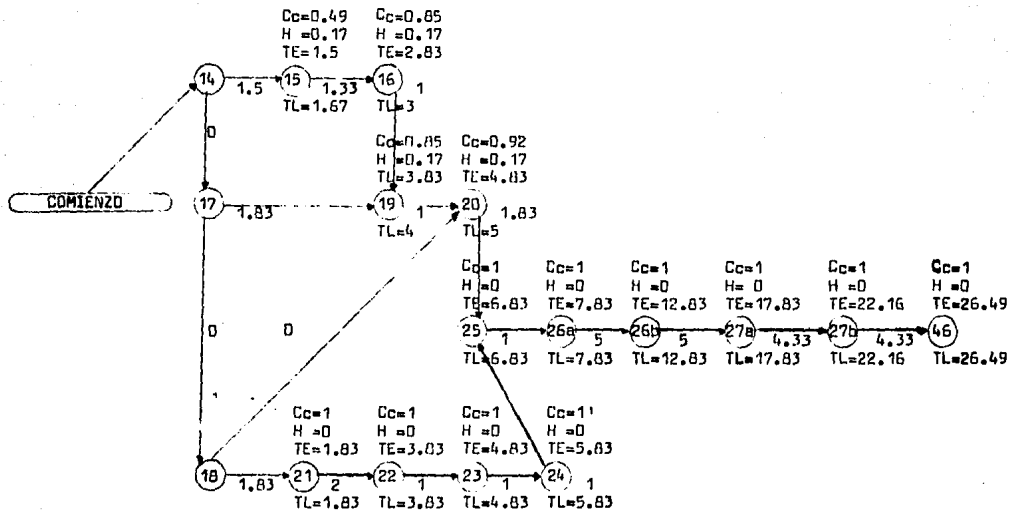 Cc=0.49 Cc=0.85
H =0.17 H =0.17
TE=1.5 TE=2.83
14 1.5 15 1.33 16 1
TL=1.67 TL=3
0
Cc=0.85 Cc=0.92
H =0.17 H =0.17
TL=3.83 TE=4.83
COMIENZO 17 1.83 19 1 20 1.83
TL=4 TL=5
Cc=1 Cc=1 Cc=1 Cc=1 Cc=1 Cc=1
H =0 H =0 H =0 H= 0 H =0 H =0
TE=6.83 TE=7.83 TE=12.83 TE=17.83 TE=22.16 TE=26.49
0 0 25 1 26a 5 26b 5 27a 4.33 27b 4.33 46
TL=6.83 TL=7.83 TL=12.83 TL=17.83 TL=22.16 TL=26.49
Cc=1 Cc=1 Cc=1 Cc=1
H =0 H =0 H =0 H =0
TE=1.83 TE=3.83 TE=4.83 TE=5.83
18 1.83 21 2 22 1 23 1 24 1
TL=1.83 TL=3.83 TL=4.83 TL=5.83